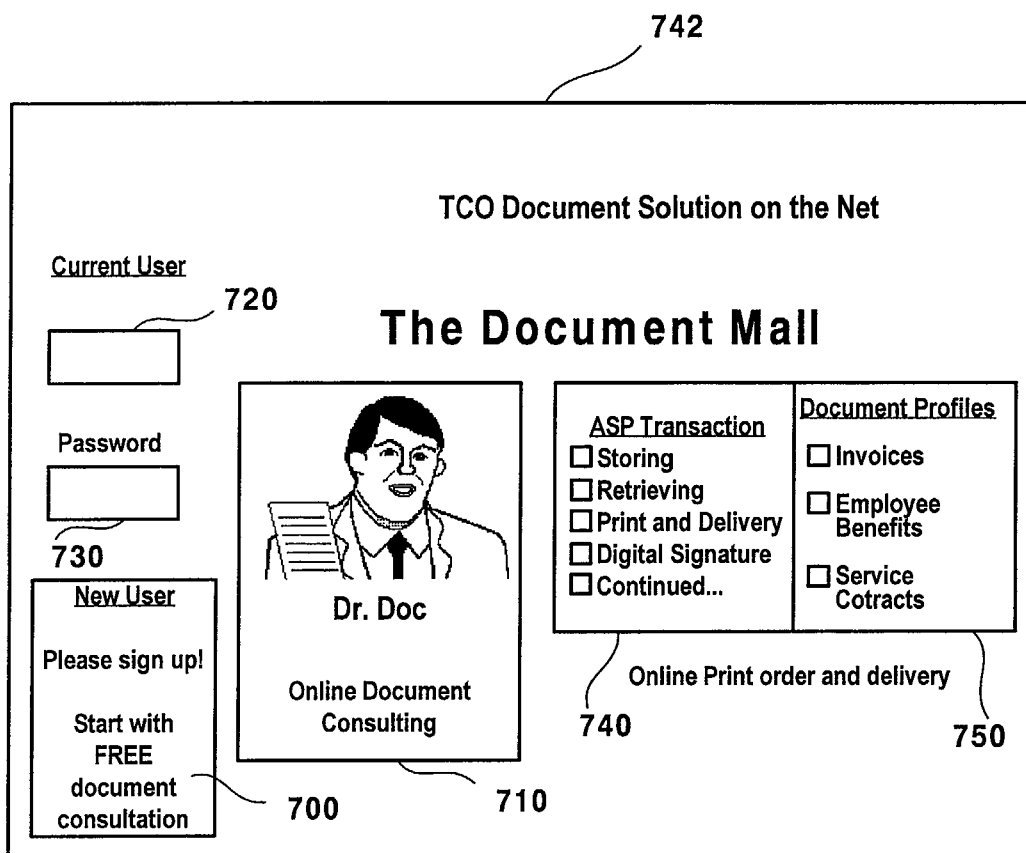 742
TCO Document Solution on the Net
Current User
720
The Document Mall
Password
730
New User
Please sign up!
Start with
FREE
document
consultation
700
Dr. Doc
Online Document
Consulting
710
ASP Transaction
Storing
Retrieving
Print and Delivery
Digital Signature
Continued...
740
Document Profiles
Invoices
Employee
Benefits
Service
Cotracts
750
Online Print order and delivery